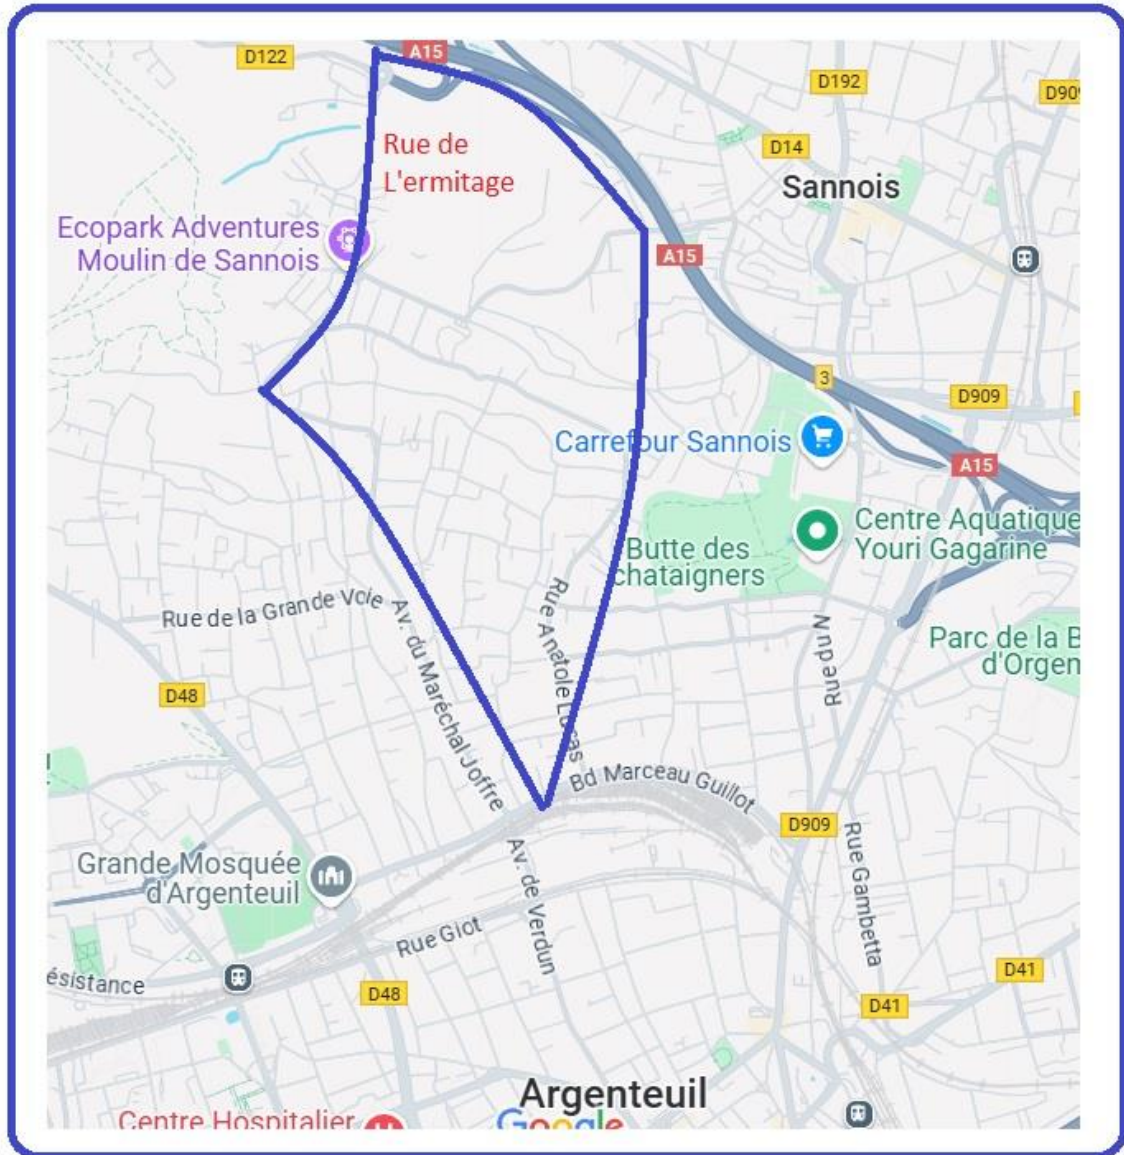 D122
A15
D192
D90
Rue de
L'ermitage
D14
Sannois
Ecopark Adventures
Moulin de Sannois
A15
3
D909
Carrefour Sannois
A15
Centre Aquatique
Youri Gagarine
Butte des
chataigners
Rue de la Grande Voie
Av. du Maréchal Joffre
Rue Anatole Lucas
Rue du N
Parc de la B
d'Orgem
D48
Bd Marceau Guillot
D909
Rue Gambetta
Grande Mosquée
d'Argenteuil
Av. de Verdun
Rue Giot
ésistance
D48
D41
D41
Argenteuil
Centre Hospitalier
Google